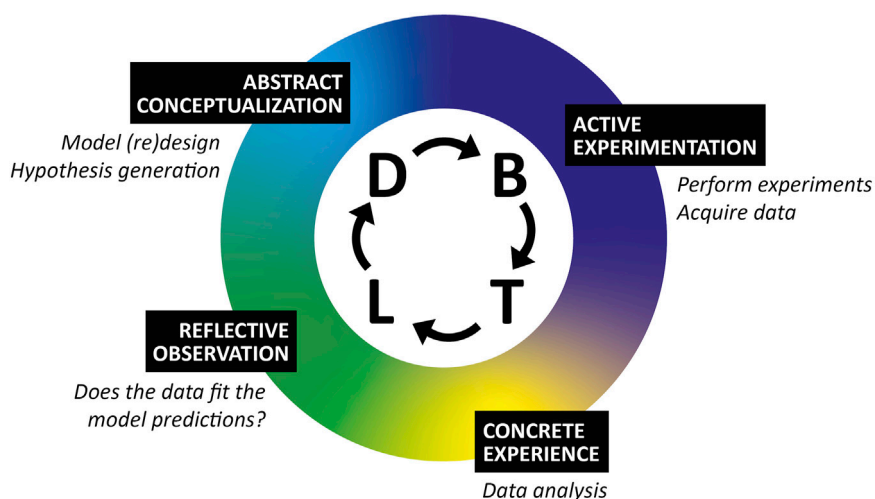 ABSTRACT
CONCEPTUALIZATION
Model (re)design
Hypothesis generation
ACTIVE
EXPERIMENTATION
Perform experiments
Acquire data
D
B
L
T
REFLECTIVE
OBSERVATION
Does the data fit the
model predictions?
CONCRETE
EXPERIENCE
Data analysis